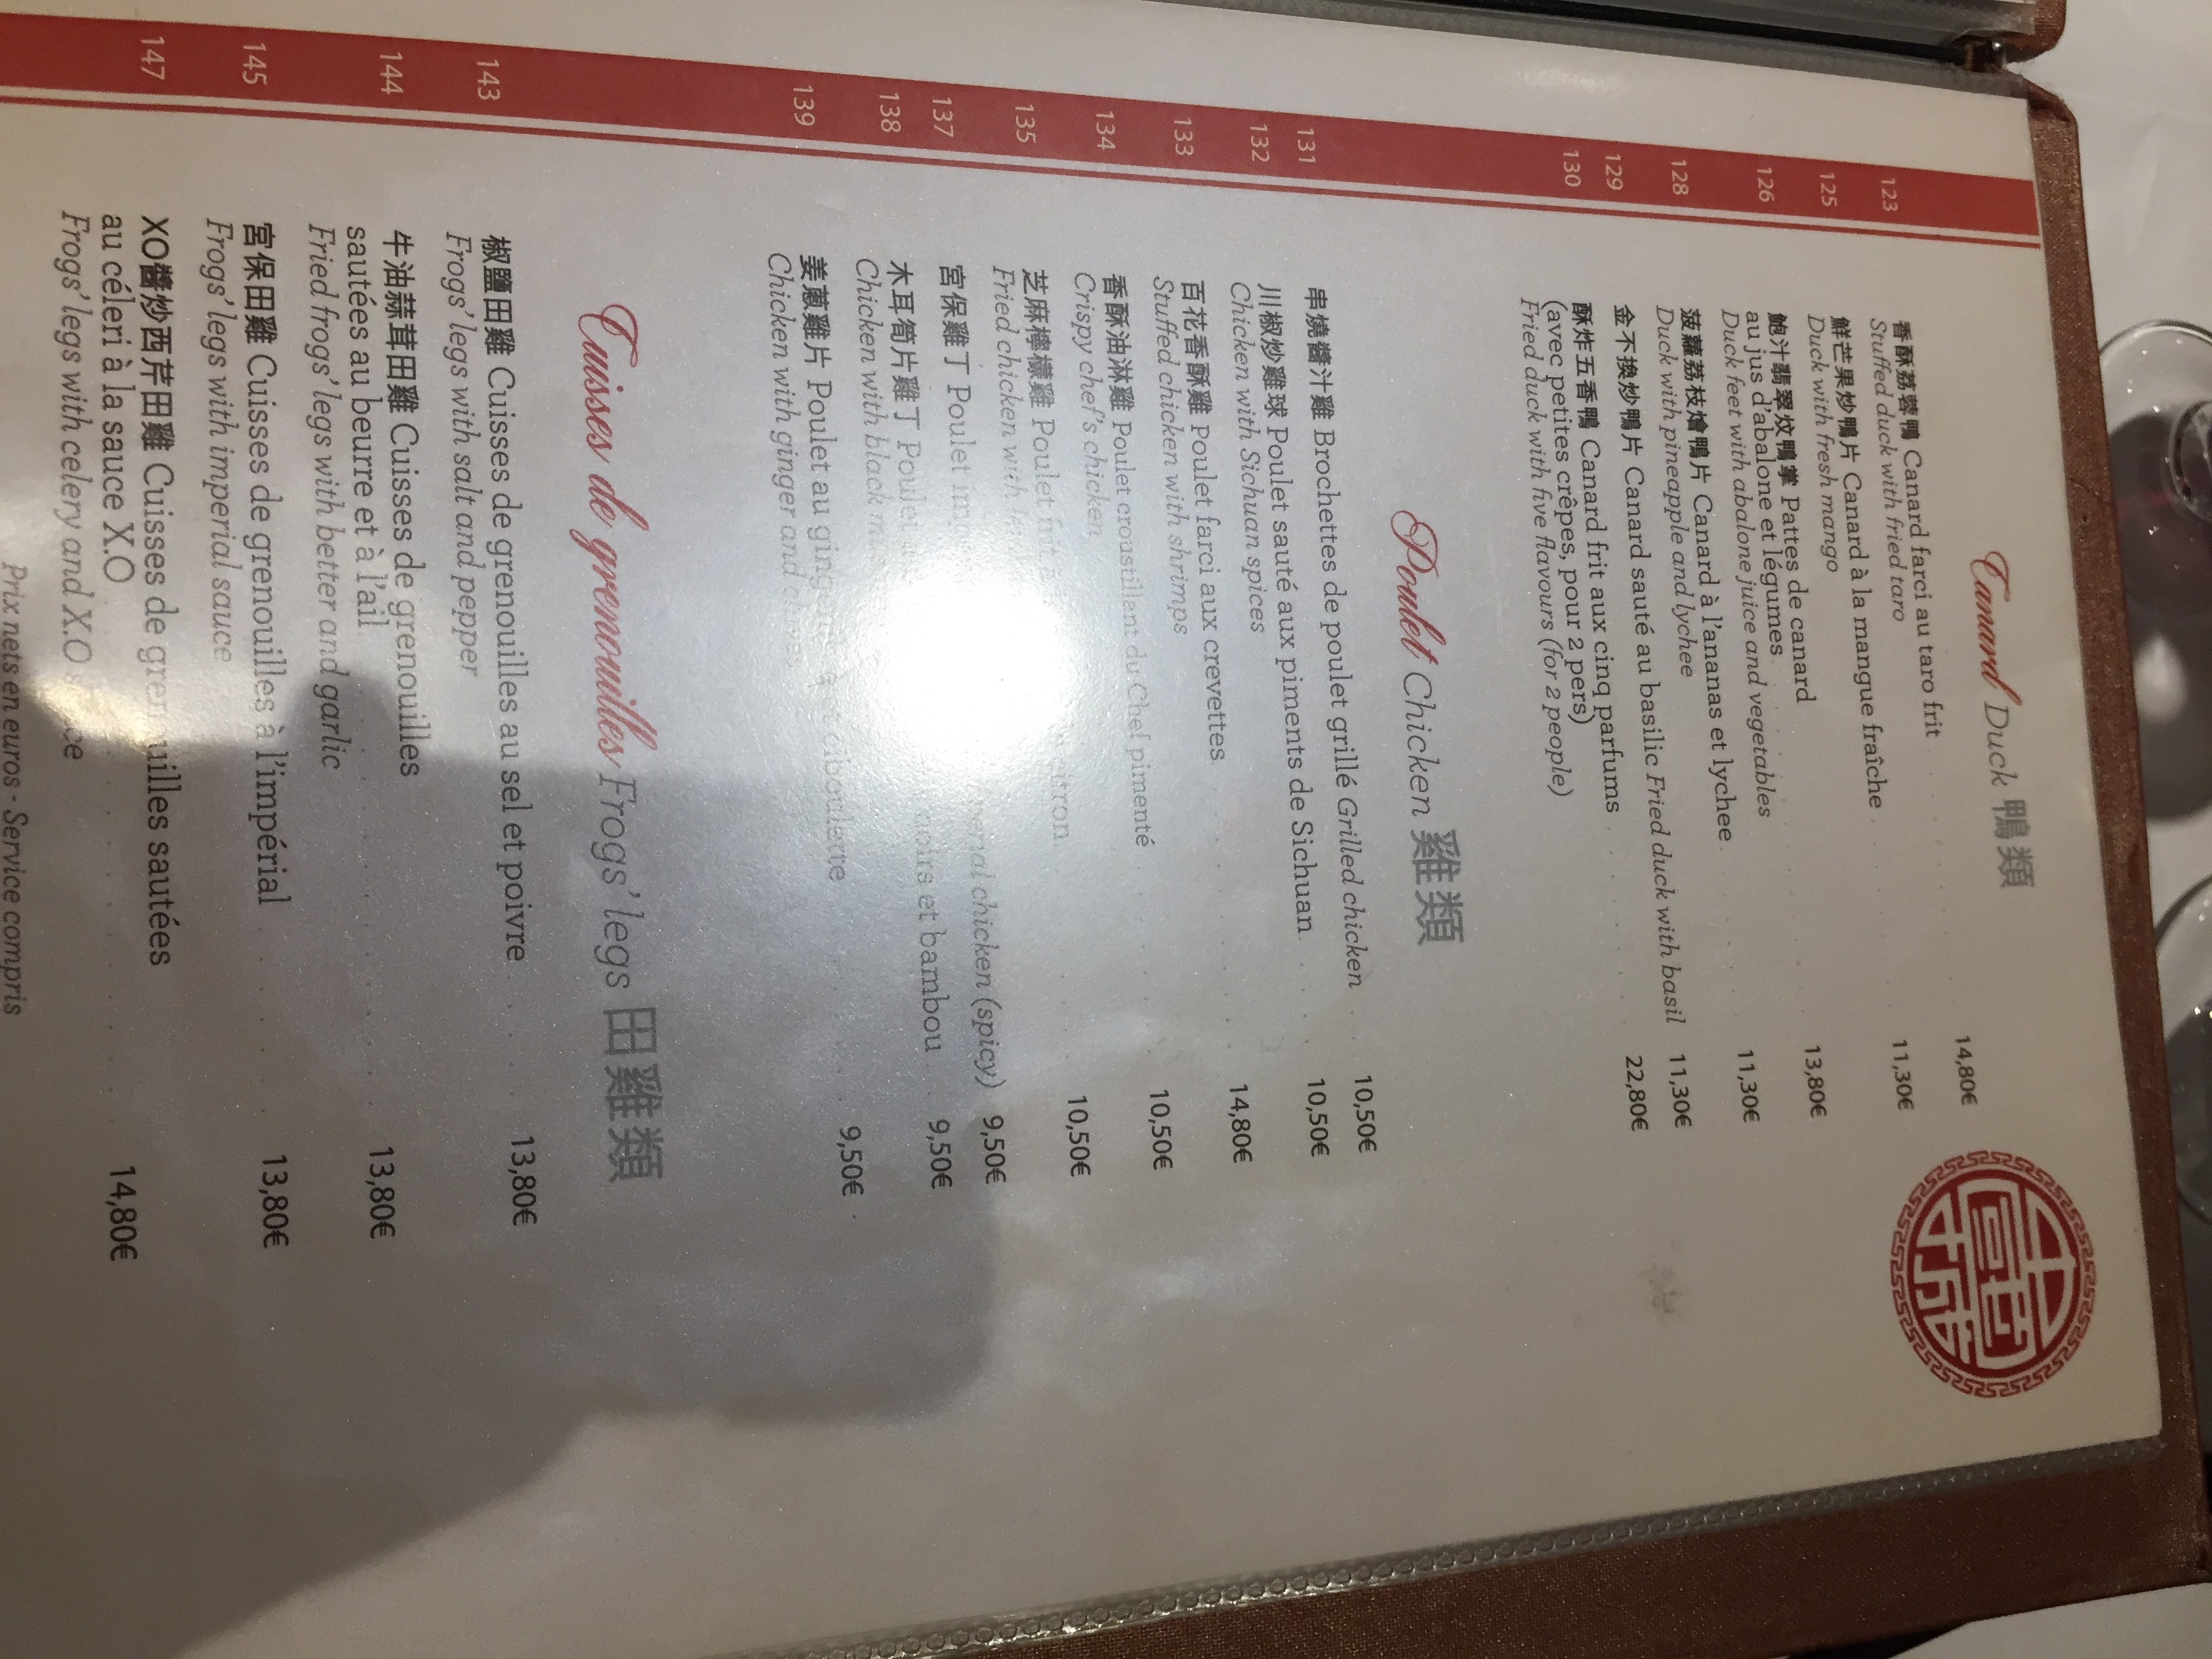 Canard Duck 鴨類
123 香酥荔蓉鴨 Canard farci au taro frit 14,80€
Stuffed duck with fried taro
125 鮮芒果炒鴨片 Canard à la mangue fraîche 11,30€
Duck with fresh mango
126 鮑汁翡翠炆鴨掌 Pattes de canard
au jus d'abalone et légumes 13,80€
Duck feet with abalone juice and vegetables
128 菠蘿荔枝燴鴨片 Canard à l'ananas et lychee 11,30€
Duck with pineapple and lychee
129 金不換炒鴨片 Canard sauté au basilic Fried duck with basil 11,30€
130 酥炸五香鴨 Canard frit aux cinq parfums
(avec petites crêpes, pour 2 pers) 22,80€
Fried duck with five flavours (for 2 people)
Poulet Chicken 雞類
131 串燒醬汁雞 Brochettes de poulet grillé Grilled chicken 10,50€
132 川椒炒雞球 Poulet sauté aux piments de Sichuan 10,50€
Chicken with Sichuan spices
133 百花香酥雞 Poulet farci aux crevettes 14,80€
Stuffed chicken with shrimps
134 香酥油淋雞 Poulet croustillant du Chef pimenté 10,50€
Crispy chef's chicken
135 芝麻檸檬雞 Poulet frit citron 10,50€
Fried chicken with
137 宮保雞丁 Poulet chicken (spicy) 9,50€
138 木耳筍片雞丁 Poulet noirs et bambou 9,50€
Chicken with black
139 姜蔥雞片 Poulet au gingembre et ciboulette 9,50€
Chicken with ginger and chives
Cuisses de grenouilles Frogs' legs 田雞類
143 椒鹽田雞 Cuisses de grenouilles au sel et poivre 13,80€
Frogs' legs with salt and pepper
144 牛油蒜茸田雞 Cuisses de grenouilles
sautées au beurre et à l'ail 13,80€
Fried frogs' legs with better and garlic
145 宮保田雞 Cuisses de grenouilles à l'impérial 13,80€
Frogs' legs with imperial sauce
147 XO醬炒西芹田雞 Cuisses de grenouilles sautées
au céleri à la sauce X.O 14,80€
Frogs' legs with celery and X.O sauce
Prix nets en euros - Service compris